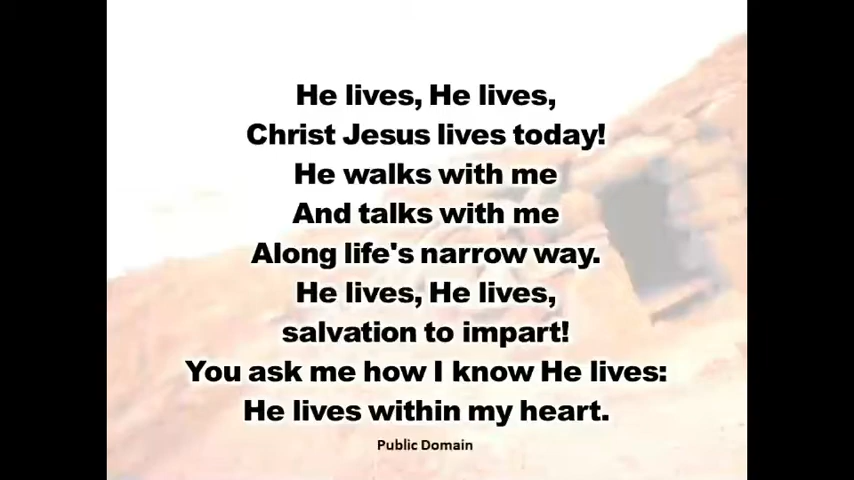 He lives, He lives,
Christ Jesus lives today!
He walks with me
And talks with me
Along life's narrow way.
He lives, He lives,
salvation to impart!
You ask me how I know He lives:
He lives within my heart.
Public Domain